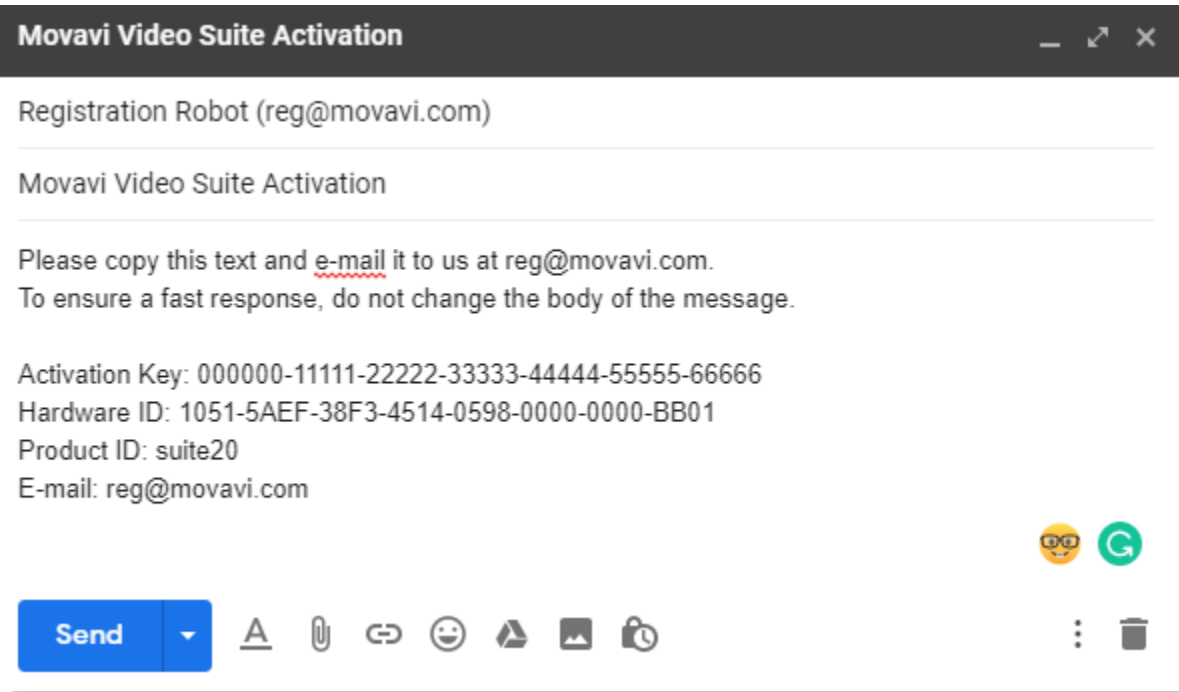 Movavi Video Suite Activation
Registration Robot (reg@movavi.com)
Movavi Video Suite Activation
Please copy this text and e-mail it to us at reg@movavi.com.
To ensure a fast response, do not change the body of the message.
Activation Key: 000000-11111-22222-33333-44444-55555-66666
Hardware ID: 1051-5AEF-38F3-4514-0598-0000-0000-BB01
Product ID: suite20
E-mail: reg@movavi.com
Send